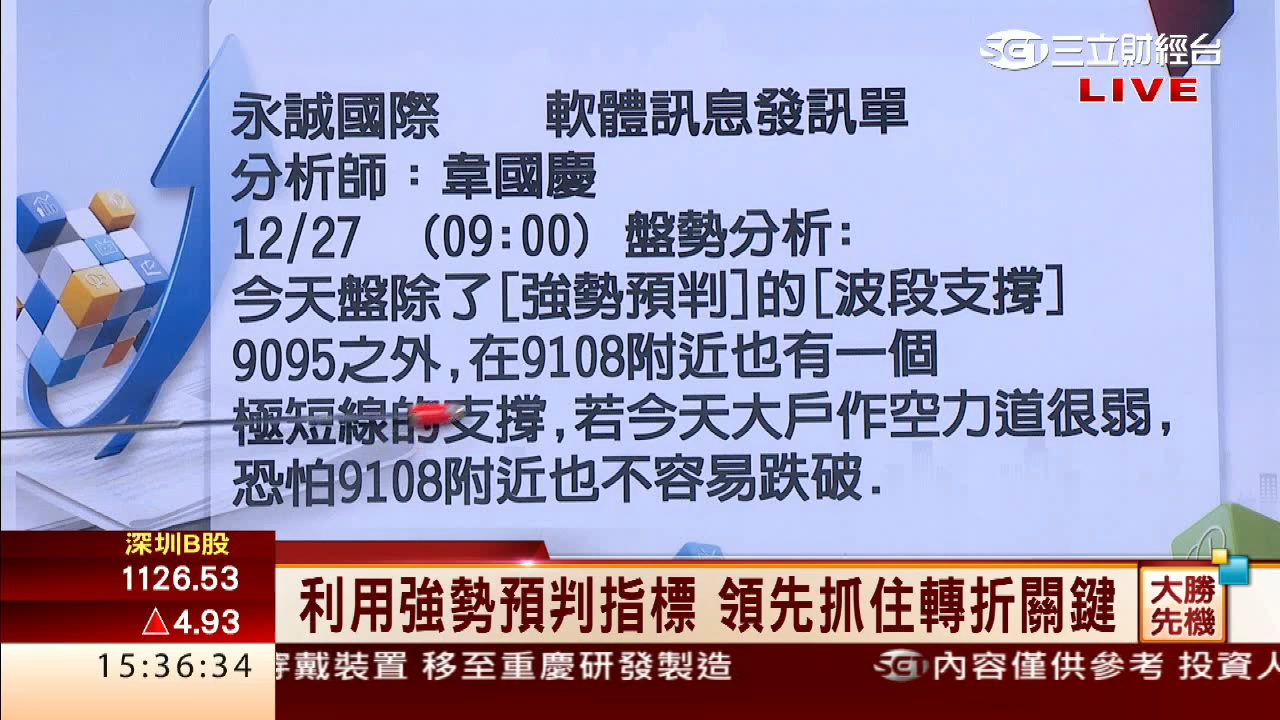 SET三立財經台
LIVE
永誠國際 軟體訊息發訊單
分析師：韋國慶
12/27 (09:00) 盤勢分析:
今天盤除了[強勢預判]的[波段支撐]
9095之外,在9108附近也有一個
極短線的支撐,若今天大戶作空力道很弱,
恐怕9108附近也不容易跌破.
深圳B股
1126.53
△4.93
利用強勢預判指標 領先抓住轉折關鍵
大勝
先機
15:36:34
穿戴裝置 移至重慶研發製造 SET內容僅供參考 投資人